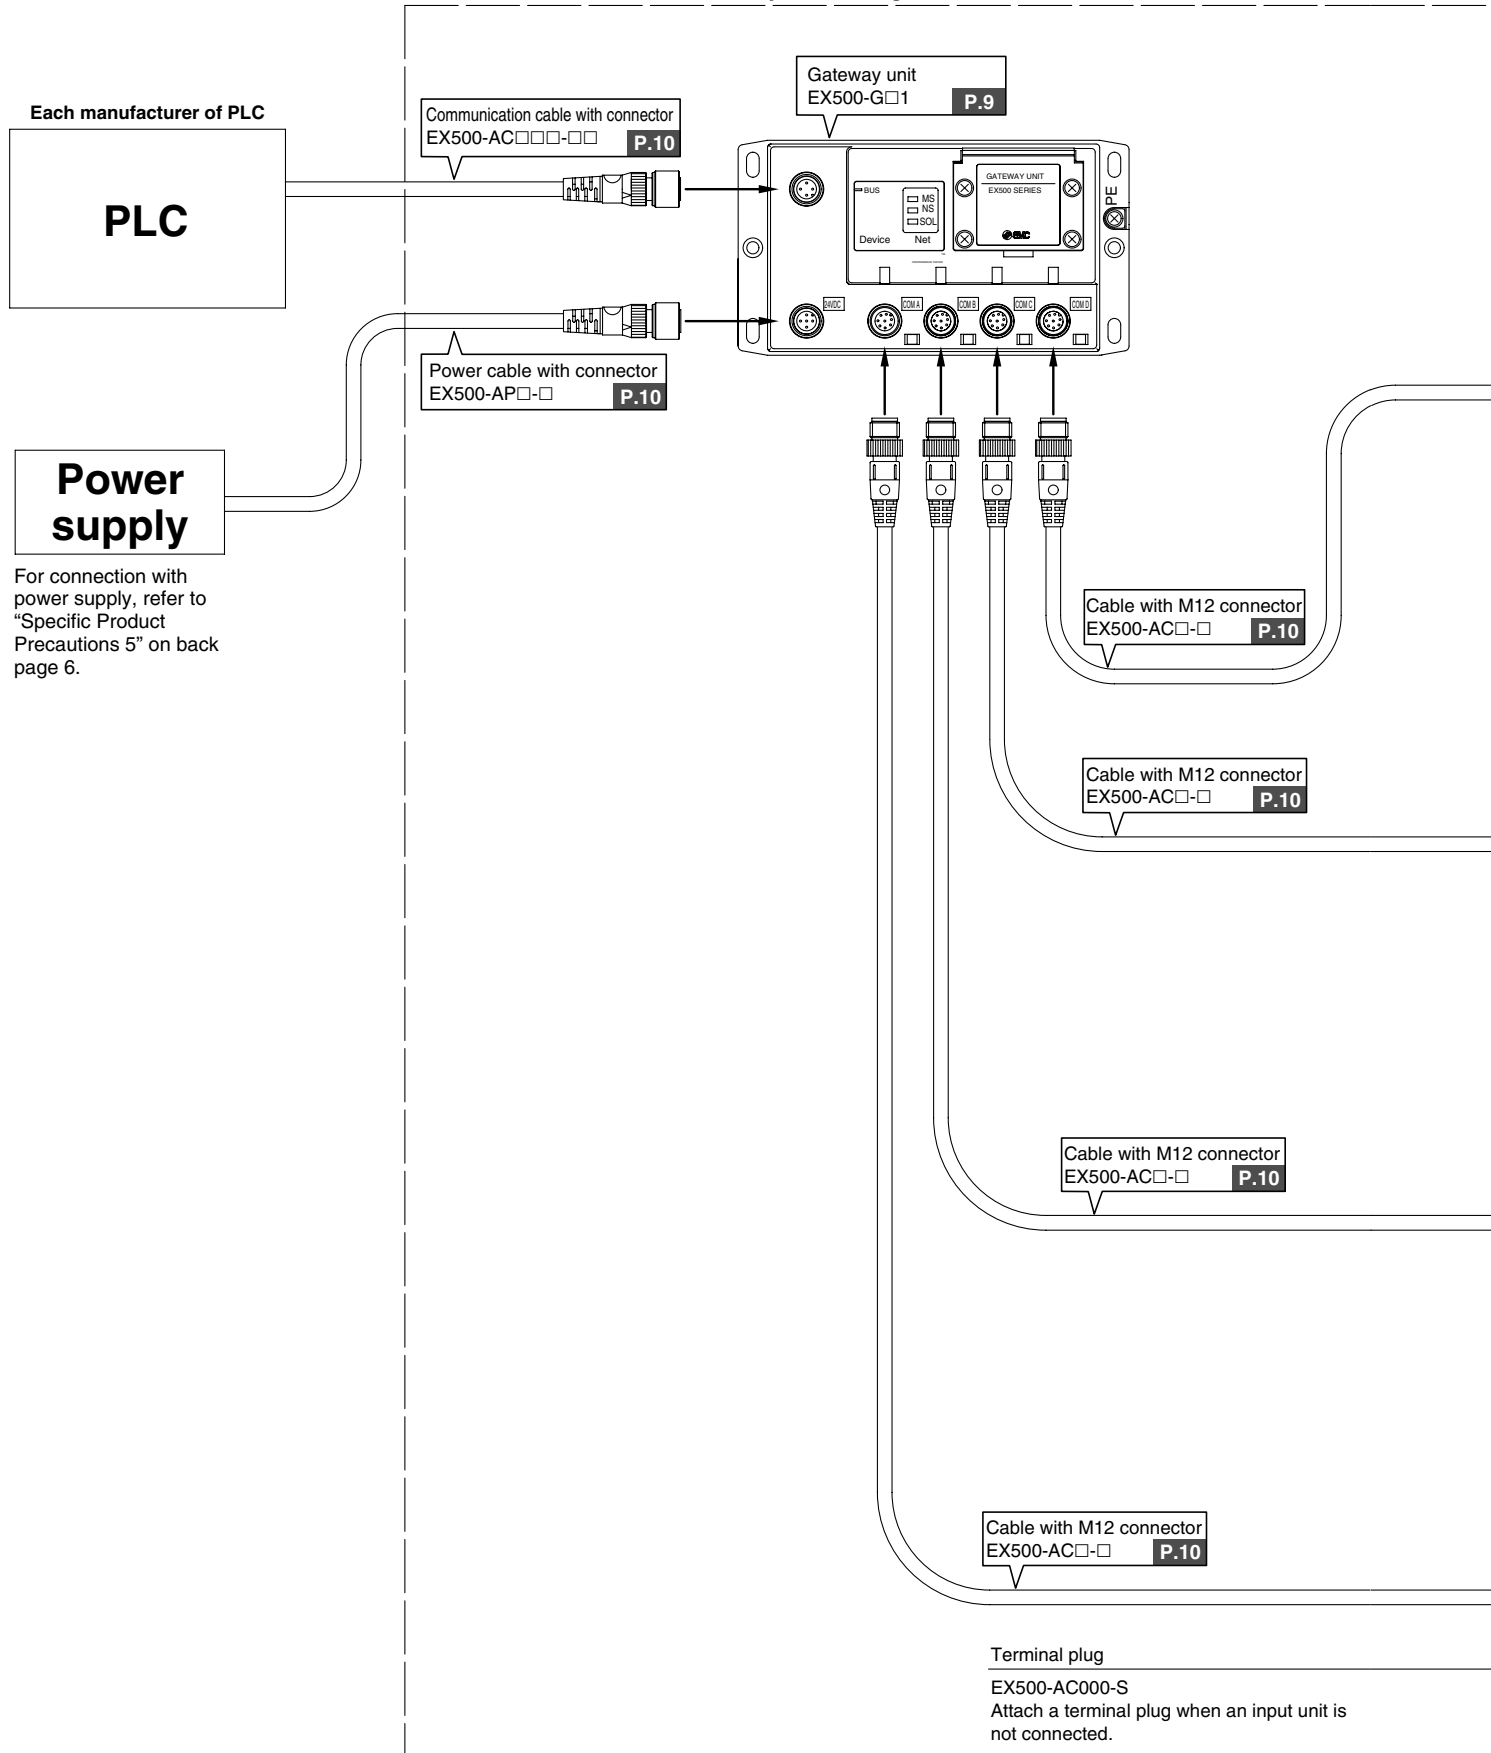 Each manufacturer of PLC
PLC
Communication cable with connector
EX500-AC□□□-□□ P.10
Gateway unit
EX500-G□1 P.9
BUS
MS
NS
SOL
Device Net
GATEWAY UNIT
EX500 SERIES
SMC
PE
24VDC
COM A
COM B
COM C
COM D
Power cable with connector
EX500-AP□-□ P.10
Power
supply
For connection with
power supply, refer to
“Specific Product
Precautions 5” on back
page 6.
Cable with M12 connector
EX500-AC□-□ P.10
Cable with M12 connector
EX500-AC□-□ P.10
Cable with M12 connector
EX500-AC□-□ P.10
Cable with M12 connector
EX500-AC□-□ P.10
Terminal plug
EX500-AC000-S
Attach a terminal plug when an input unit is
not connected.